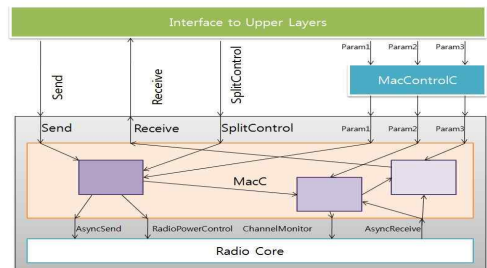 Interface to Upper Layers
Send
Receive
SplitControl
Param1 Param2 Param3
MacControlC
Send Receive SplitControl Param1 Param2 Param3
MacC
AsyncSend RadioPowerControl ChannelMonitor AsyncReceive
Radio Core